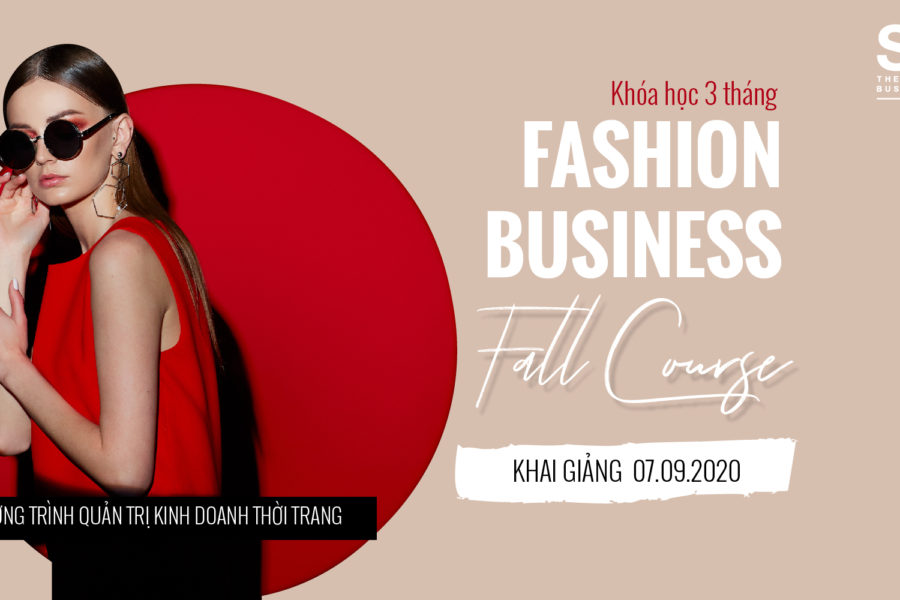 Khóa học 3 tháng
FASHION
BUSINESS
Fall Course
KHAI GIẢNG 07.09.2020
TRÌNH QUẢN TRỊ KINH DOANH THỜI TRANG
THE